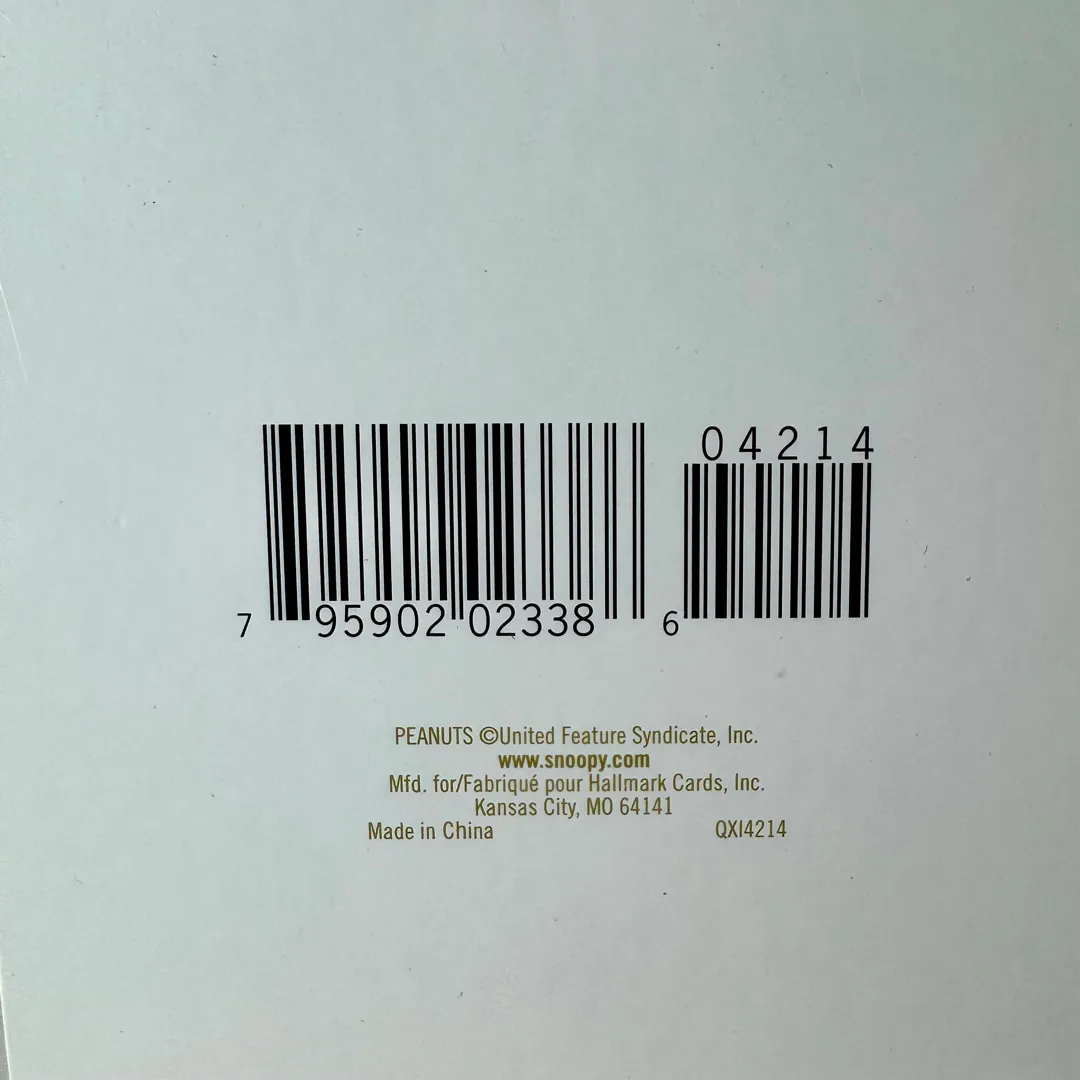 04214
7 95902 02338 6
PEANUTS ©United Feature Syndicate, Inc.
www.snoopy.com
Mfd. for/Fabriqué pour Hallmark Cards, Inc.
Kansas City, MO 64141
Made in China QXI4214